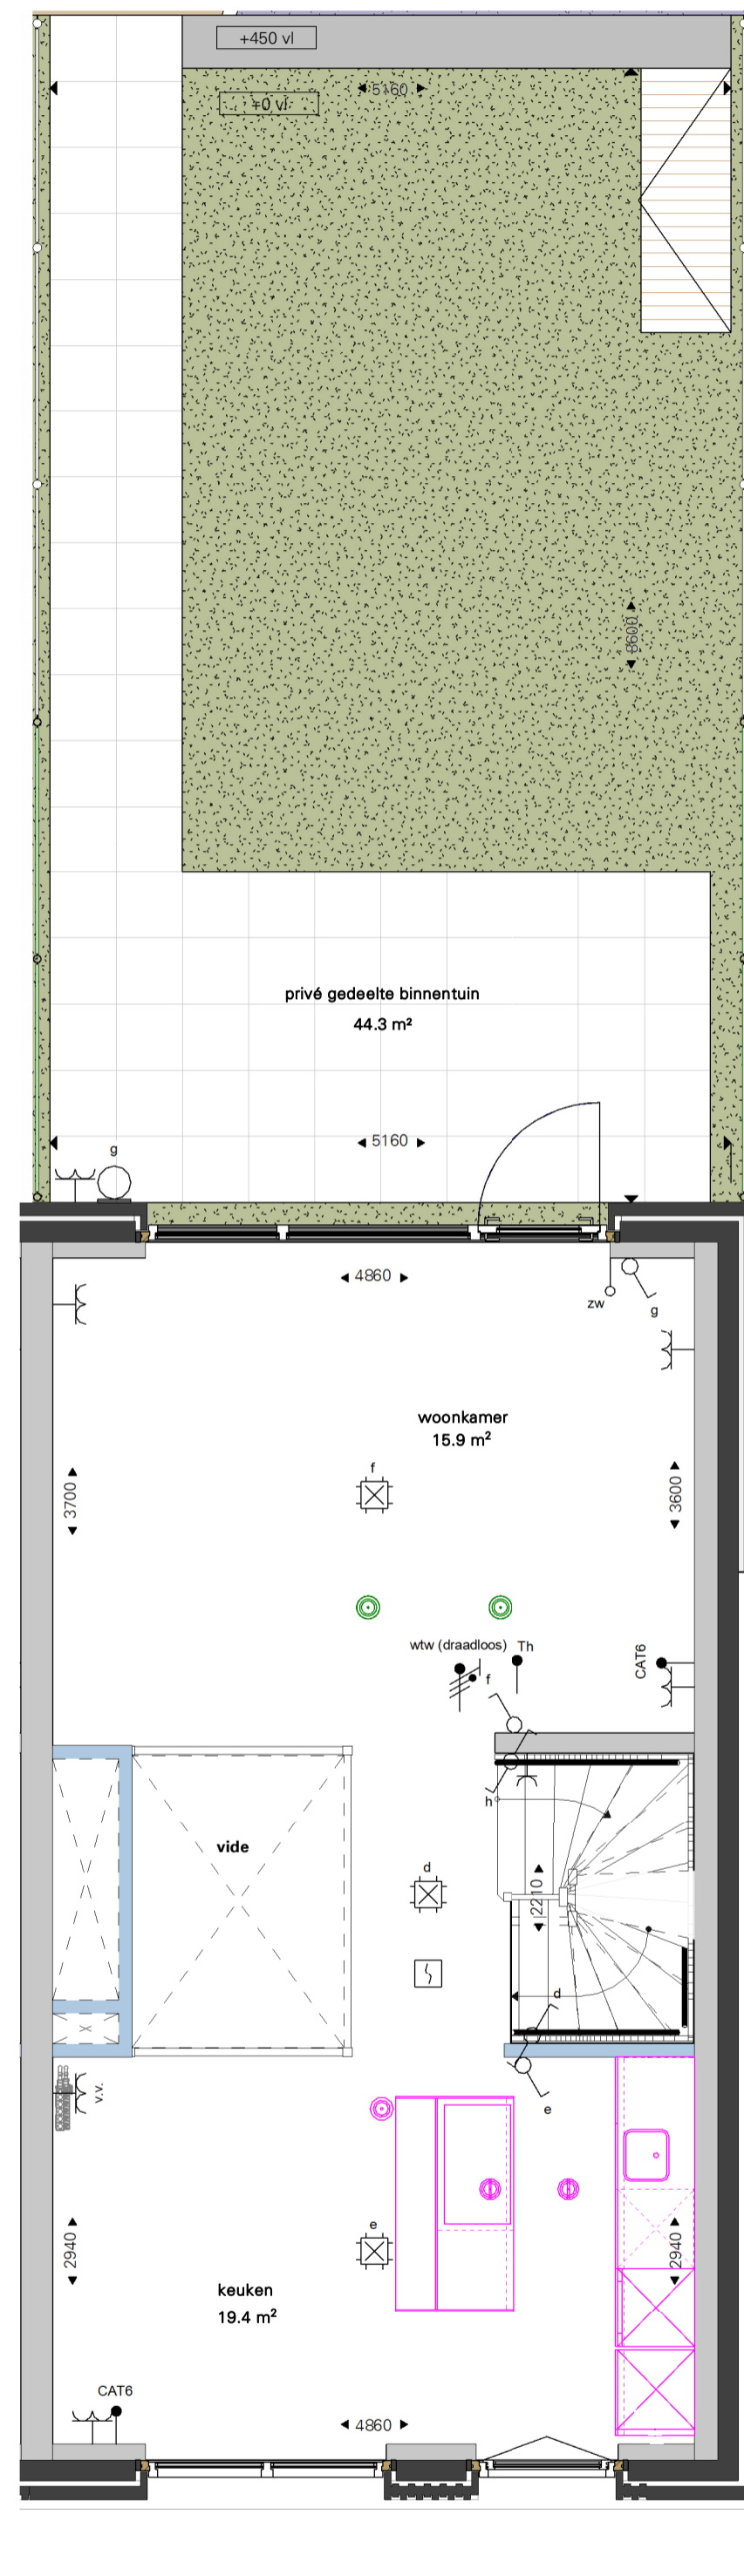 +450 vl
5160
+0 vl
8600
privé gedeelte binnentuin
44.3 m²
5160
g
4860
zw
g
woonkamer
15.9 m²
f
3700
3600
wtw (draadloos)
Th
CAT6
f
h
vide
d
2210
d
v.v.
e
e
2940
2940
keuken
19.4 m²
CAT6
4860